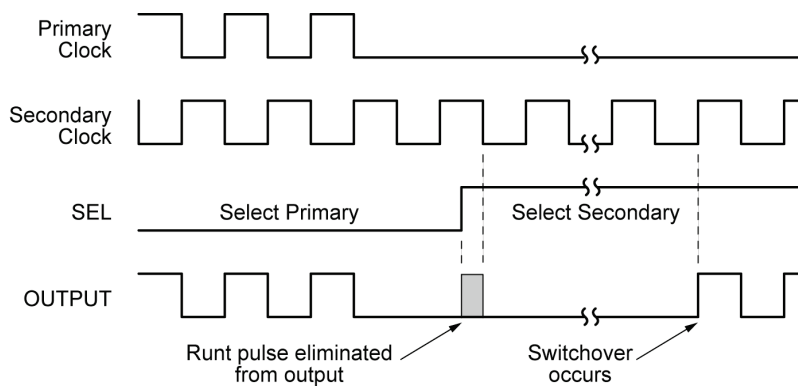 Primary
Clock
Secondary
Clock
SEL
Select Primary
Select Secondary
OUTPUT
Runt pulse eliminated
from output
Switchover
occurs